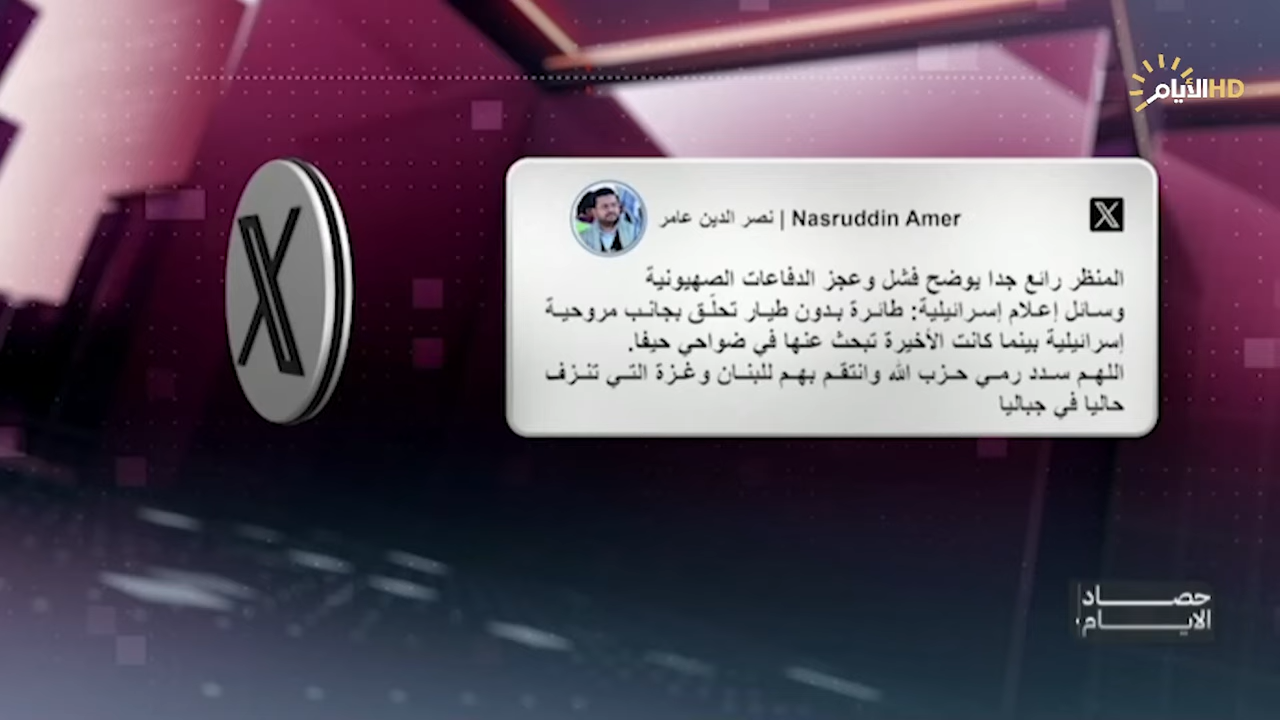 الأيام HD
نصر الدين عامر | Nasruddin Amer
المنظر رائع جدا يوضح فشل وعجز الدفاعات الصهيونية
وسائل إعلام إسرائيلية: طائرة بدون طيار تحلّق بجانب مروحية
إسرائيلية بينما كانت الأخيرة تبحث عنها في ضواحي حيفا.
اللهم سدد رمي حزب الله وانتقم بهم للبنان وغزة التي تنزف
حاليا في جباليا
حصاد
الايام